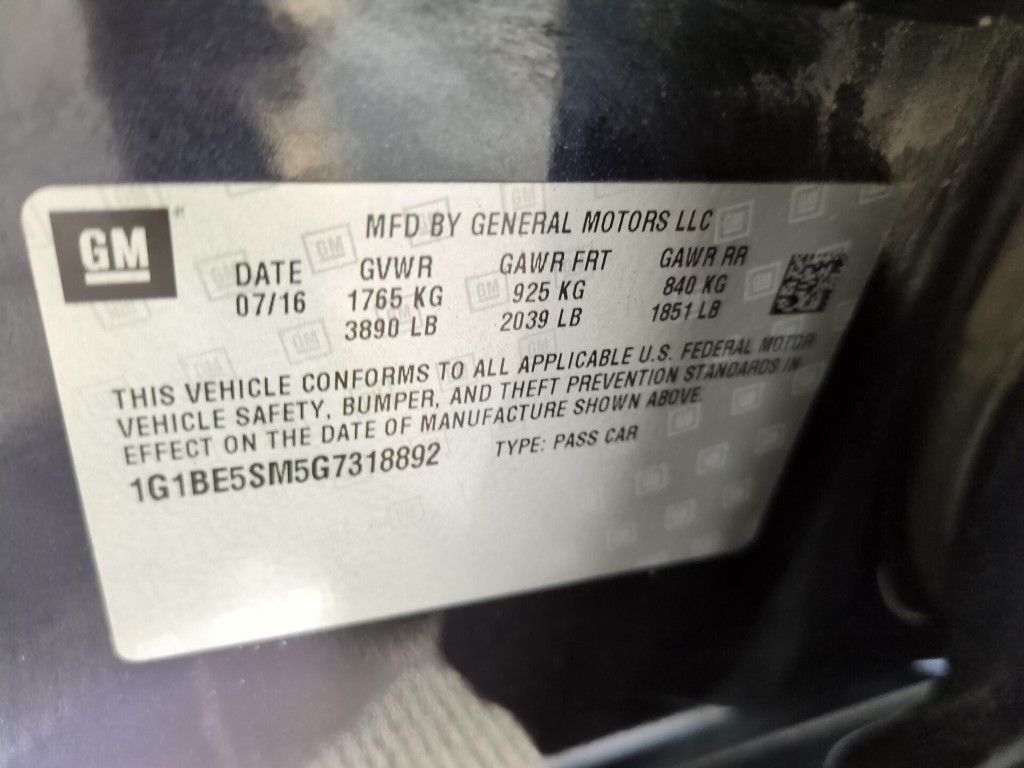 GM
MFD BY GENERAL MOTORS LLC
DATE GVWR GAWR FRT GAWR RR
07/16 1765 KG 925 KG 840 KG
3890 LB 2039 LB 1851 LB
THIS VEHICLE CONFORMS TO ALL APPLICABLE U.S. FEDERAL MOTOR
VEHICLE SAFETY, BUMPER, AND THEFT PREVENTION STANDARDS IN
EFFECT ON THE DATE OF MANUFACTURE SHOWN ABOVE.
1G1BE5SM5G7318892 TYPE: PASS CAR